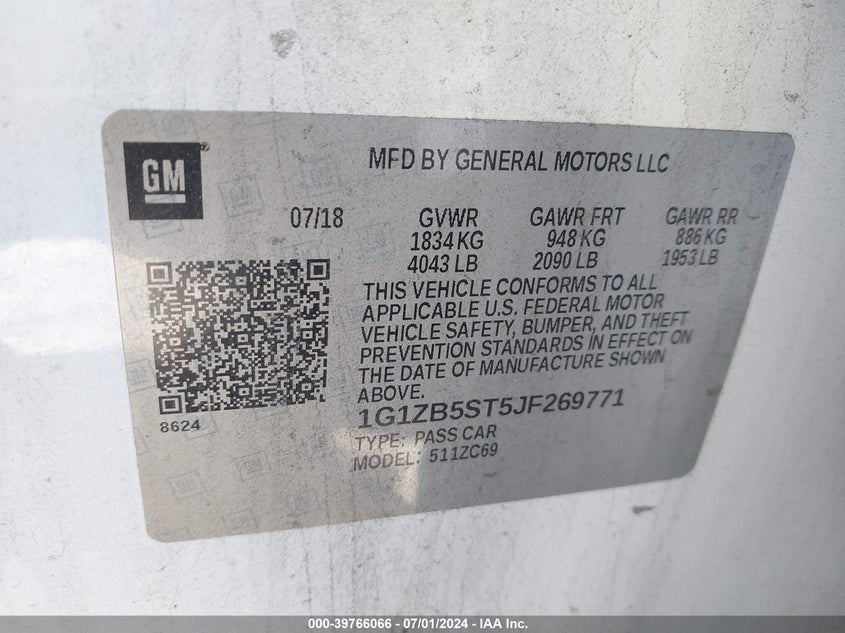 GM
MFD BY GENERAL MOTORS LLC
07/18 GVWR GAWR FRT GAWR RR
1834 KG 948 KG 886 KG
4043 LB 2090 LB 1953 LB
THIS VEHICLE CONFORMS TO ALL
APPLICABLE U.S. FEDERAL MOTOR
VEHICLE SAFETY, BUMPER, AND THEFT
PREVENTION STANDARDS IN EFFECT ON
THE DATE OF MANUFACTURE SHOWN
ABOVE.
8624
1G1ZB5ST5JF269771
TYPE: PASS CAR
MODEL: 511ZC69
000-39766066 - 07/01/2024 - IAA Inc.